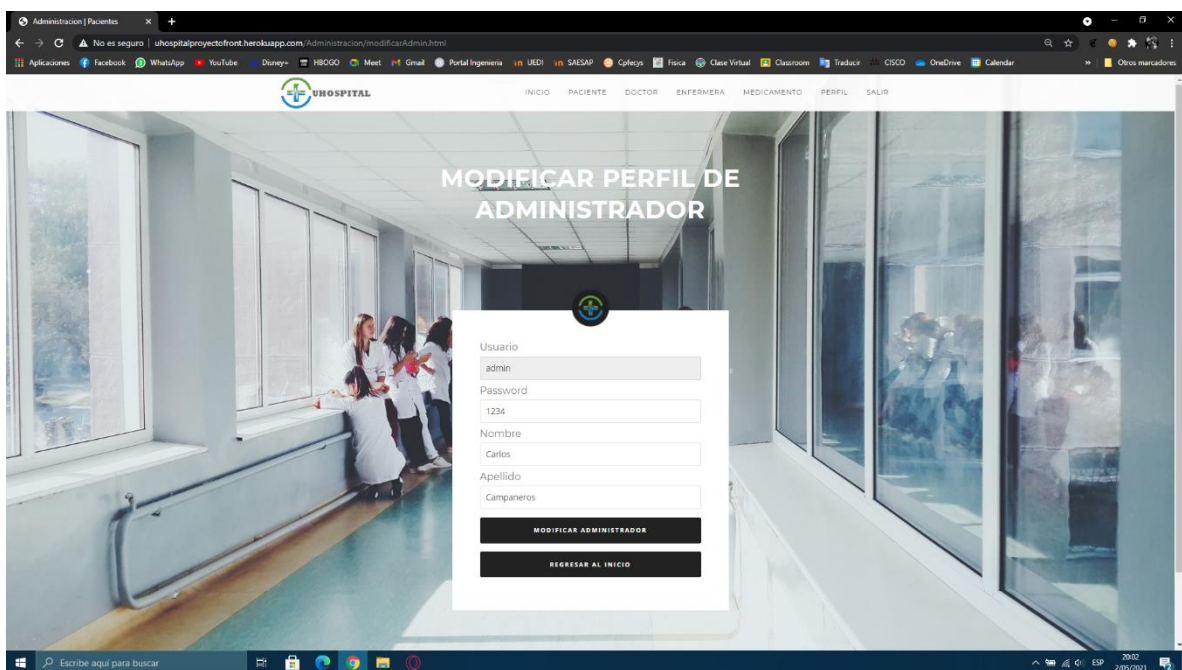 Administracion | Pacientes
No es seguro | uhospitalproyectofront.herokuapp.com/Administracion/modificarAdmin.html
Aplicaciones Facebook WhatsApp YouTube Disney+ HBOGO Meet Gmail Portal Ingenieria UEDI SAESAP Cpfecys Fisica Clase Virtual Classroom Traducir CISCO OneDrive Calendar » Otros marcadores
UHOSPITAL INICIO PACIENTE DOCTOR ENFERMERA MEDICAMENTO PERFIL SALIR
MODIFICAR PERFIL DE
ADMINISTRADOR
Usuario
admin
Password
1234
Nombre
Carlos
Apellido
Campaneros
MODIFICAR ADMINISTRADOR
REGRESAR AL INICIO
Escribe aquí para buscar
ESP
20:02
2/05/2021